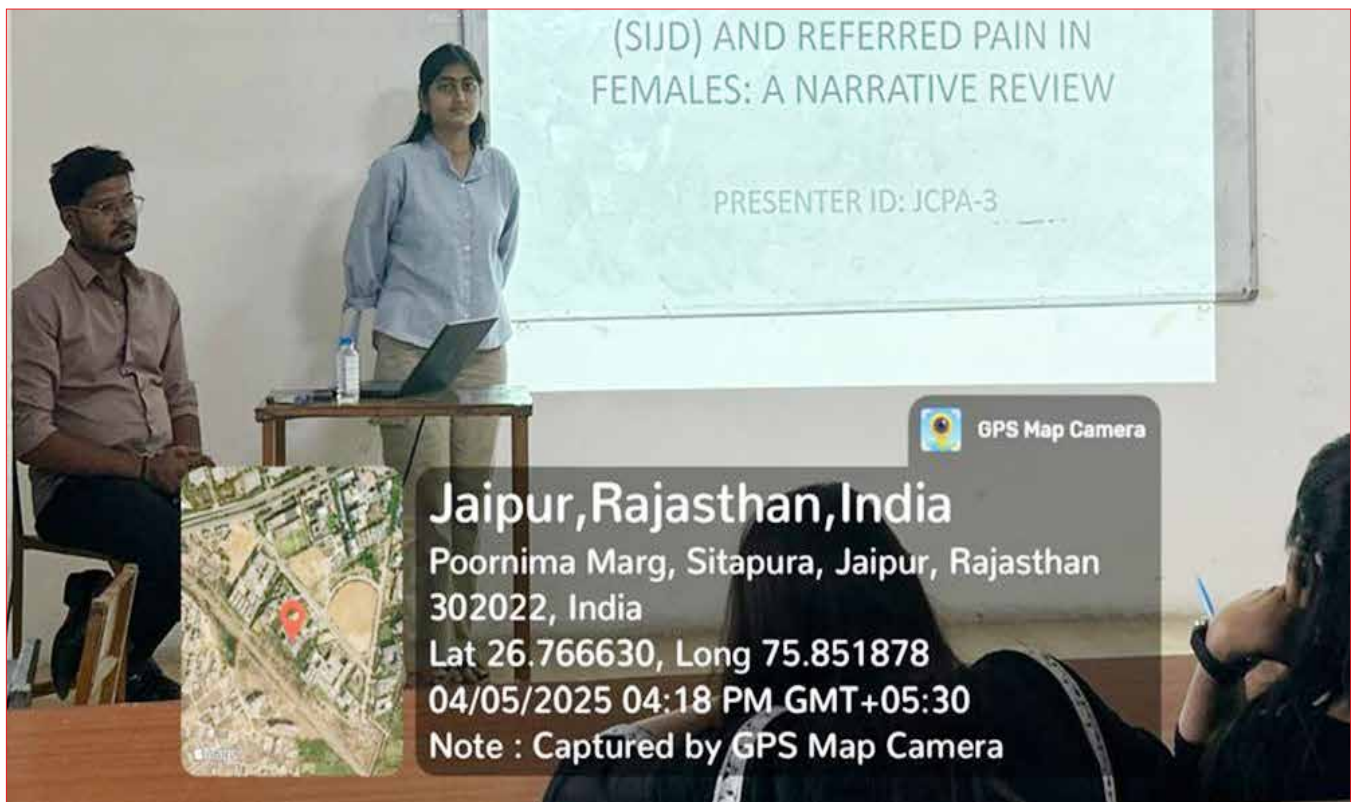 (SIJD) AND REFERRED PAIN IN
FEMALES: A NARRATIVE REVIEW
PRESENTER ID: JCPA-3
GPS Map Camera
Jaipur,Rajasthan,India
Poornima Marg, Sitapura, Jaipur, Rajasthan
302022, India
Lat 26.766630, Long 75.851878
04/05/2025 04:18 PM GMT+05:30
Note : Captured by GPS Map Camera